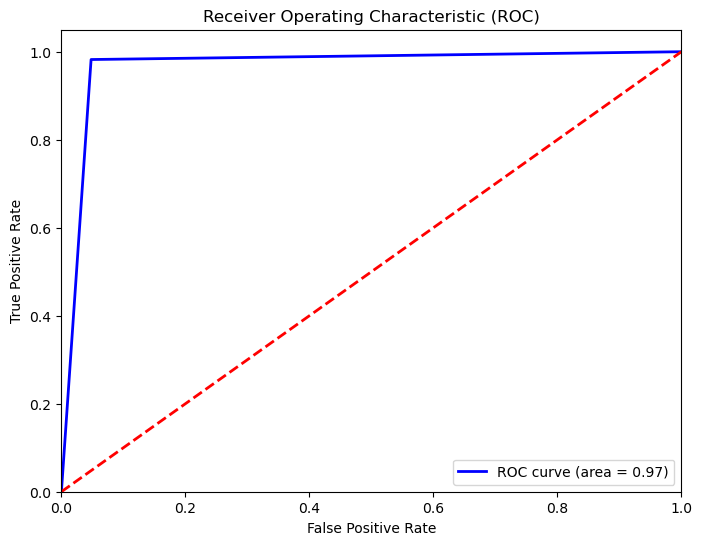 Receiver Operating Characteristic (ROC)
1.0
0.8
0.6
0.4
0.2
0.0
True Positive Rate
ROC curve (area = 0.97)
0.0 0.2 0.4 0.6 0.8 1.0
False Positive Rate